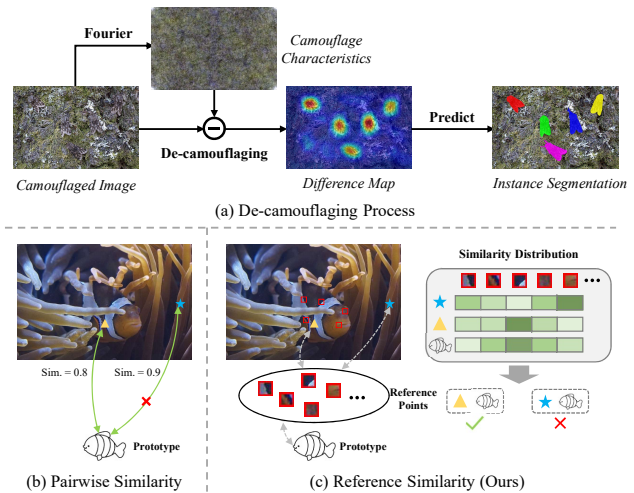 Fourier
Camouflage
Characteristics
De-camouflaging
Predict
Camouflaged Image
Difference Map
Instance Segmentation
(a) De-camouflaging Process
Sim. = 0.8
Sim. = 0.9
Prototype
(b) Pairwise Similarity
Similarity Distribution
Reference
Points
Prototype
(c) Reference Similarity (Ours)